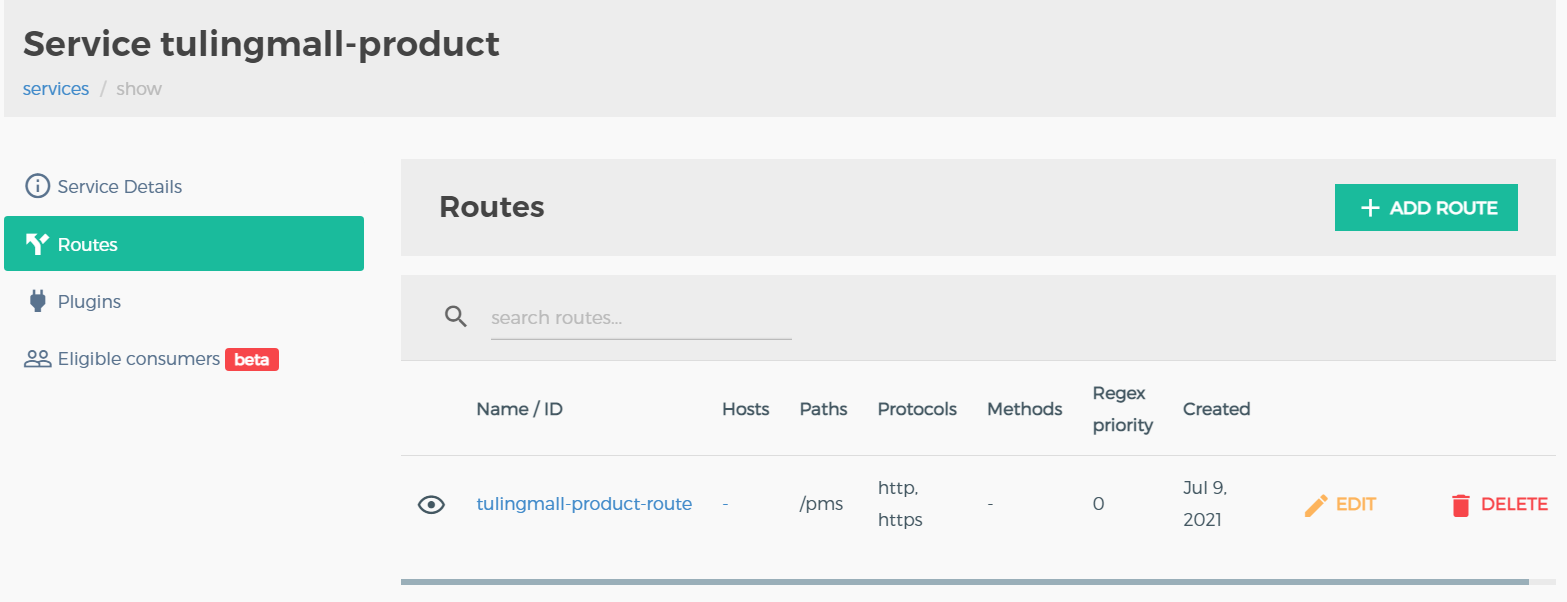 Service tulingmall-product
services / show
Service Details
Routes
Plugins
Eligible consumers beta
Routes
+ ADD ROUTE
search routes...
Name / ID Hosts Paths Protocols Methods Regex priority Created
tulingmall-product-route - /pms http, https - 0 Jul 9, 2021 EDIT DELETE